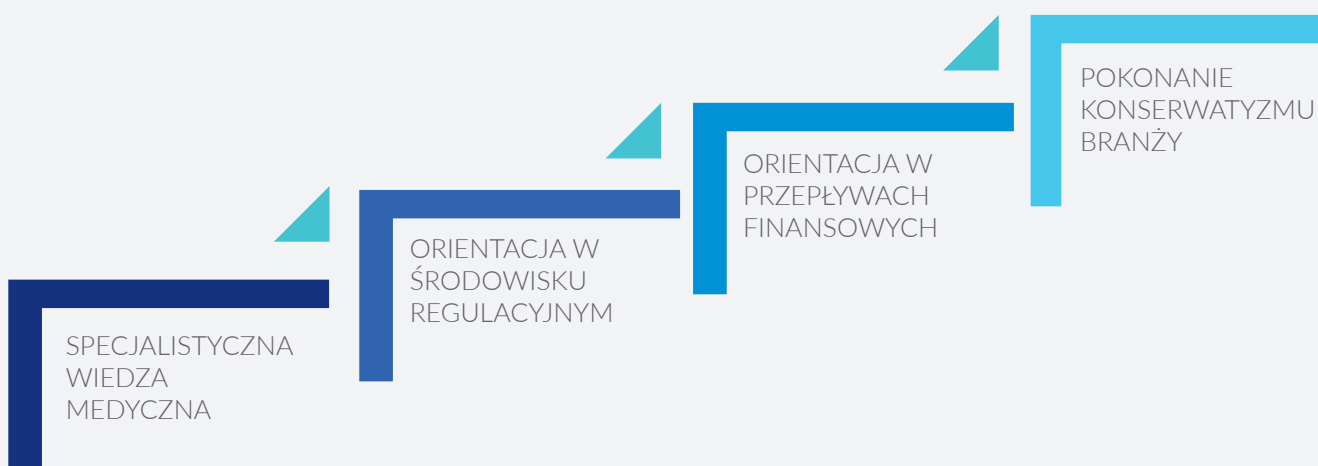 SPECJALISTYCZNA
WIEDZA
MEDYCZNA
ORIENTACJA W
ŚRODOWISKU
REGULACYJNYM
ORIENTACJA W
PRZEPŁYWACH
FINANSOWYCH
POKONANIE
KONSERWATYZMU
BRANŻY